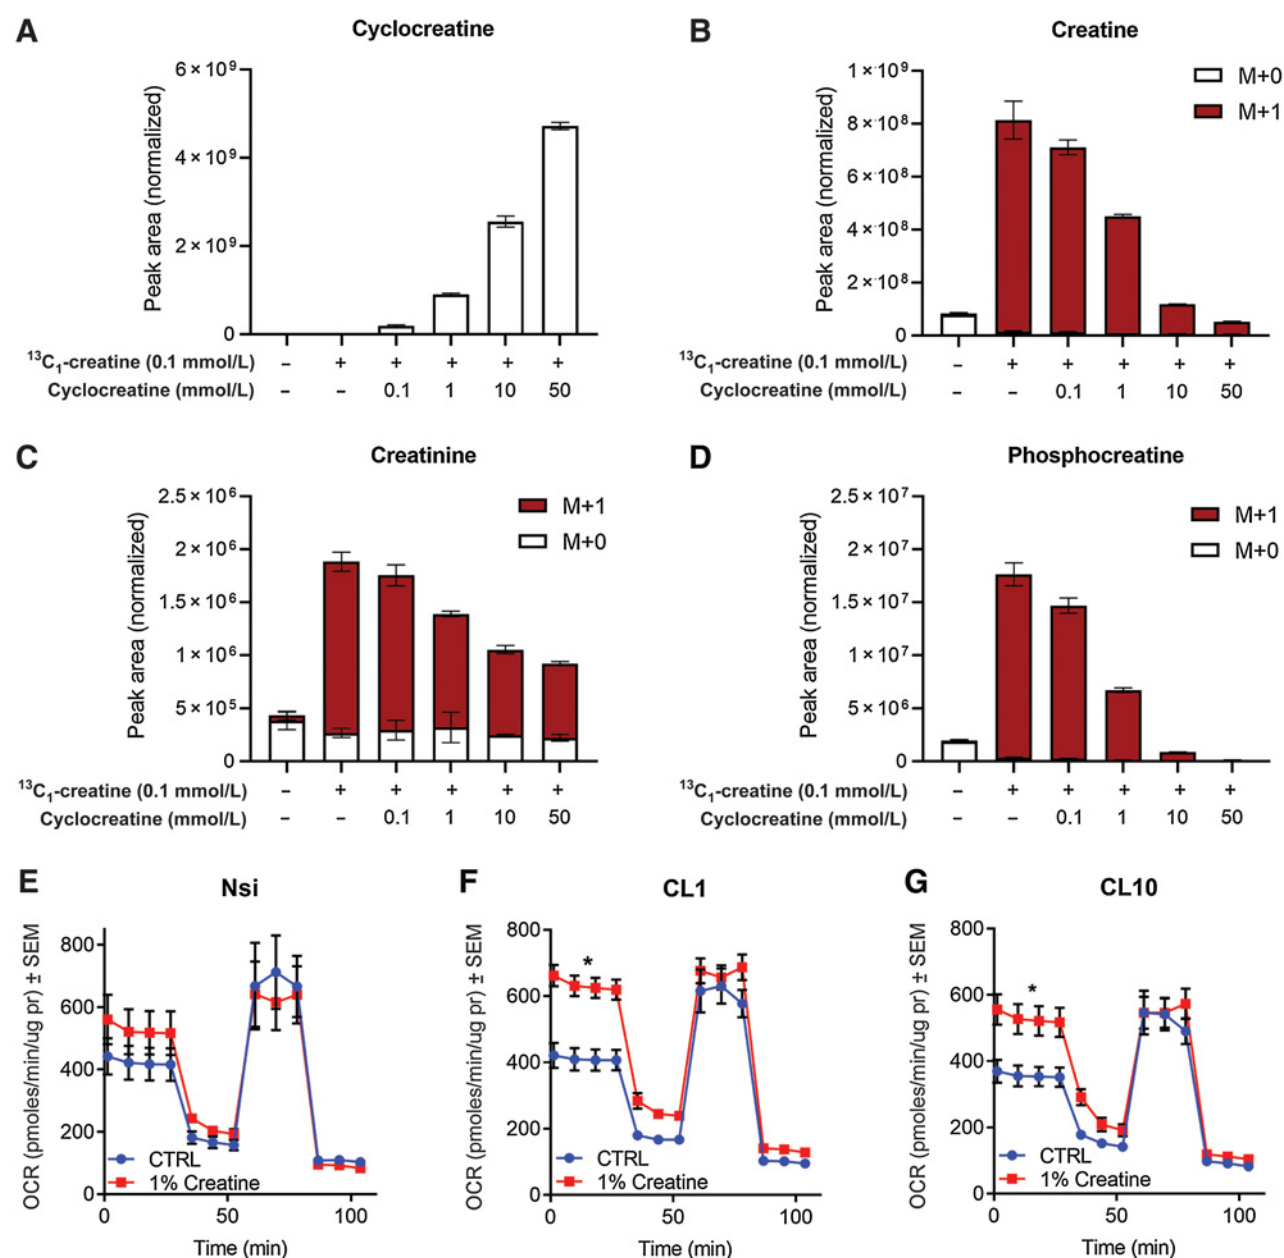 A
Cyclocreatine
Peak area (normalized)
6 × 10⁹
4 × 10⁹
2 × 10⁹
0
¹³C₁-creatine (0.1 mmol/L) – + + + + +
Cyclocreatine (mmol/L) – – 0.1 1 10 50
B
Creatine
Peak area (normalized)
1 × 10⁹
8 × 10⁸
6 × 10⁸
4 × 10⁸
2 × 10⁸
0
M+0
M+1
¹³C₁-creatine (0.1 mmol/L) – + + + + +
Cyclocreatine (mmol/L) – – 0.1 1 10 50
C
Creatinine
Peak area (normalized)
2.5 × 10⁶
2 × 10⁶
1.5 × 10⁶
1 × 10⁶
5 × 10⁵
0
M+1
M+0
¹³C₁-creatine (0.1 mmol/L) – + + + + +
Cyclocreatine (mmol/L) – – 0.1 1 10 50
D
Phosphocreatine
Peak area (normalized)
2.5 × 10⁷
2 × 10⁷
1.5 × 10⁷
1 × 10⁷
5 × 10⁶
0
M+1
M+0
¹³C₁-creatine (0.1 mmol/L) – + + + + +
Cyclocreatine (mmol/L) – – 0.1 1 10 50
E
Nsi
OCR (pmoles/min/ug pr) ± SEM
800
600
400
200
0
CTRL
1% Creatine
0 50 100
Time (min)
F
CL1
OCR (pmoles/min/ug pr) ± SEM
800
600
400
200
0
*
CTRL
1% Creatine
0 50 100
Time (min)
G
CL10
OCR (pmoles/min/ug pr) ± SEM
800
600
400
200
0
*
CTRL
1% Creatine
0 50 100
Time (min)